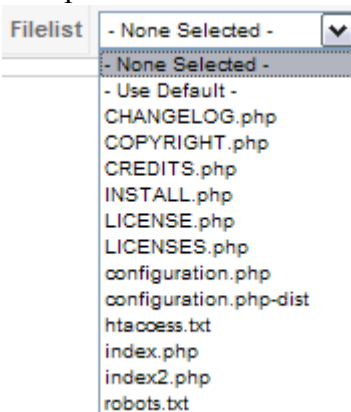 Filelist - None Selected -
- None Selected -
- Use Default -
CHANGELOG.php
COPYRIGHT.php
CREDITS.php
INSTALL.php
LICENSE.php
LICENSES.php
configuration.php
configuration.php-dist
htaccess.txt
index.php
index2.php
robots.txt